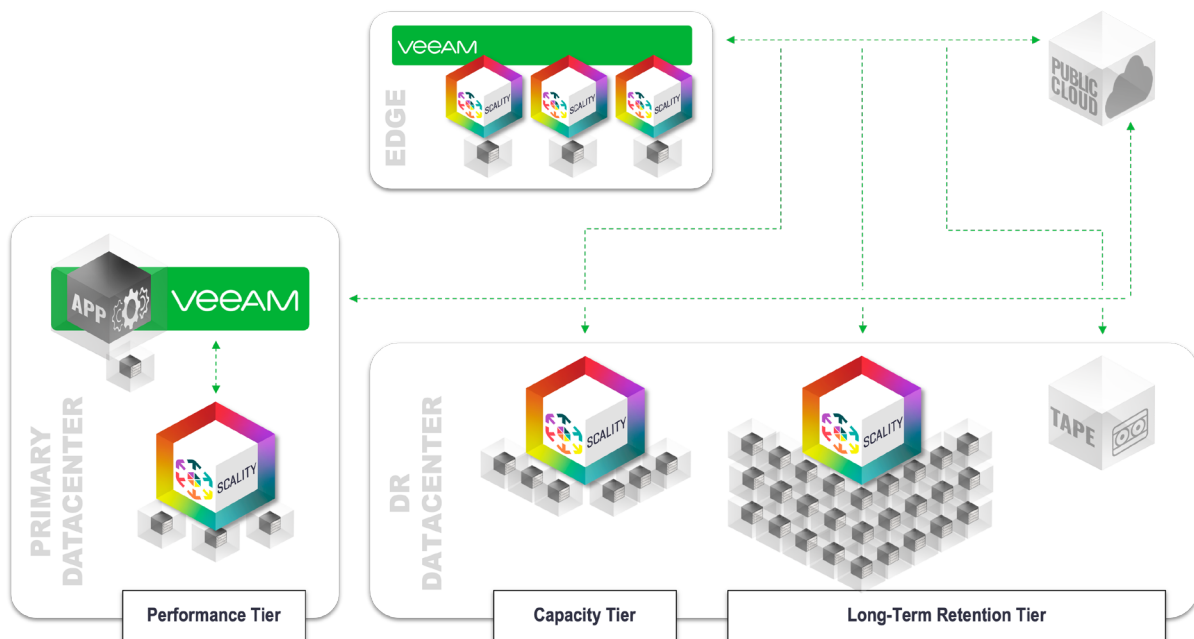 veeAM
SCALITY
SCALITY
SCALITY
EDGE
PUBLIC
CLOUD
APP
veeAM
SCALITY
PRIMARY
DATACENTER
SCALITY
SCALITY
TAPE
DR
DATACENTER
Performance Tier
Capacity Tier
Long-Term Retention Tier